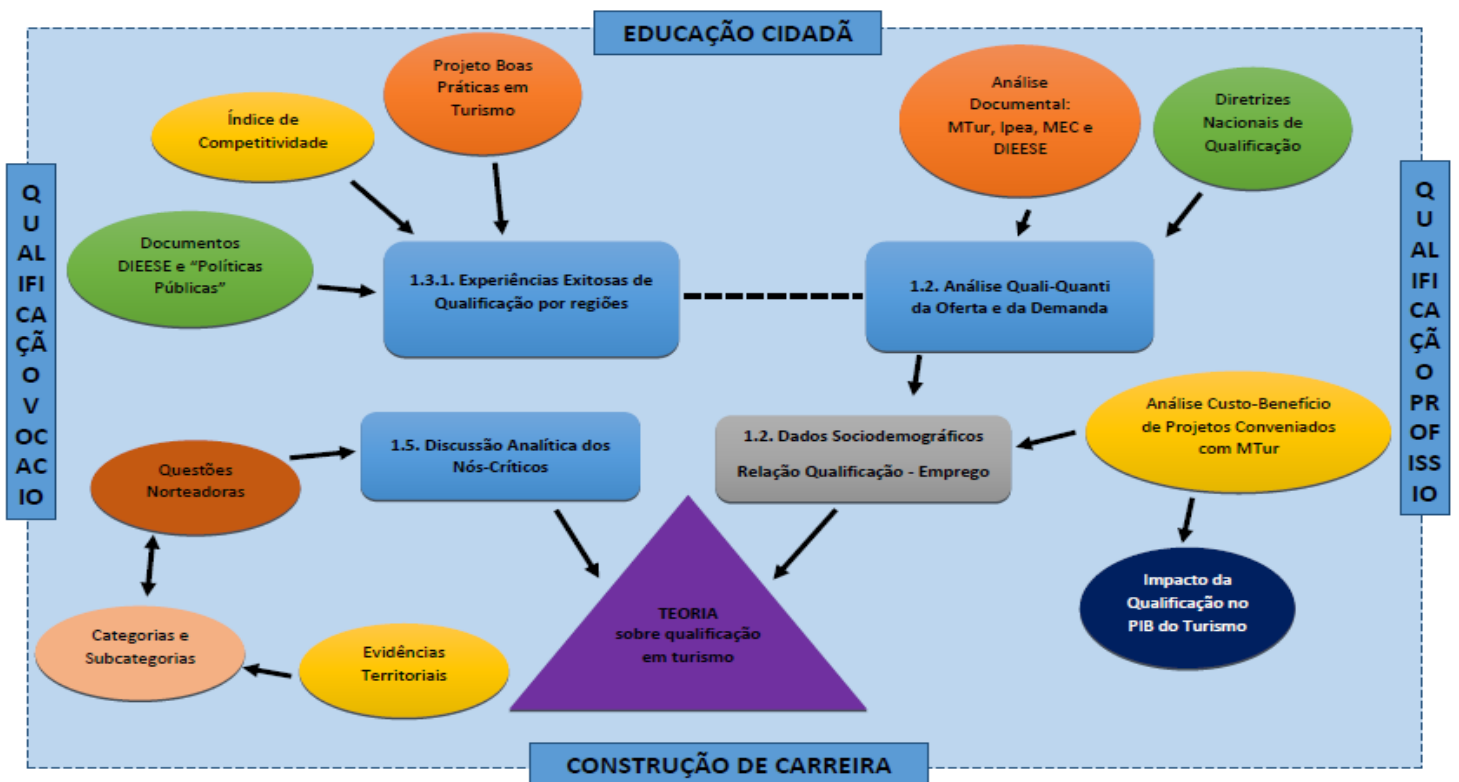 EDUCAÇÃO CIDADÃ
Projeto Boas
Práticas em
Turismo
Índice de
Competitividade
Documentos
DIEESE e “Políticas
Públicas”
Análise
Documental:
MTur, Ipea, MEC e
DIEESE
Diretrizes
Nacionais de
Qualificação
Q
U
AL
IFI
CA
ÇÃ
O V
OC
AC
IO
Q
U
AL
IFI
CA
ÇÃ
O
PR
OF
ISS
IO
1.3.1. Experiências Exitosas de
Qualificação por regiões
1.2. Análise Quali-Quanti
da Oferta e da Demanda
Questões
Norteadoras
1.5. Discussão Analítica dos
Nós-Críticos
1.2. Dados Sociodemográficos
Relação Qualificação - Emprego
Análise Custo-Benefício
de Projetos Conveniados
com MTur
Categorias e
Subcategorias
Evidências
Territoriais
TEORIA
sobre qualificação
em turismo
Impacto da
Qualificação no
PIB do Turismo
CONSTRUÇÃO DE CARREIRA